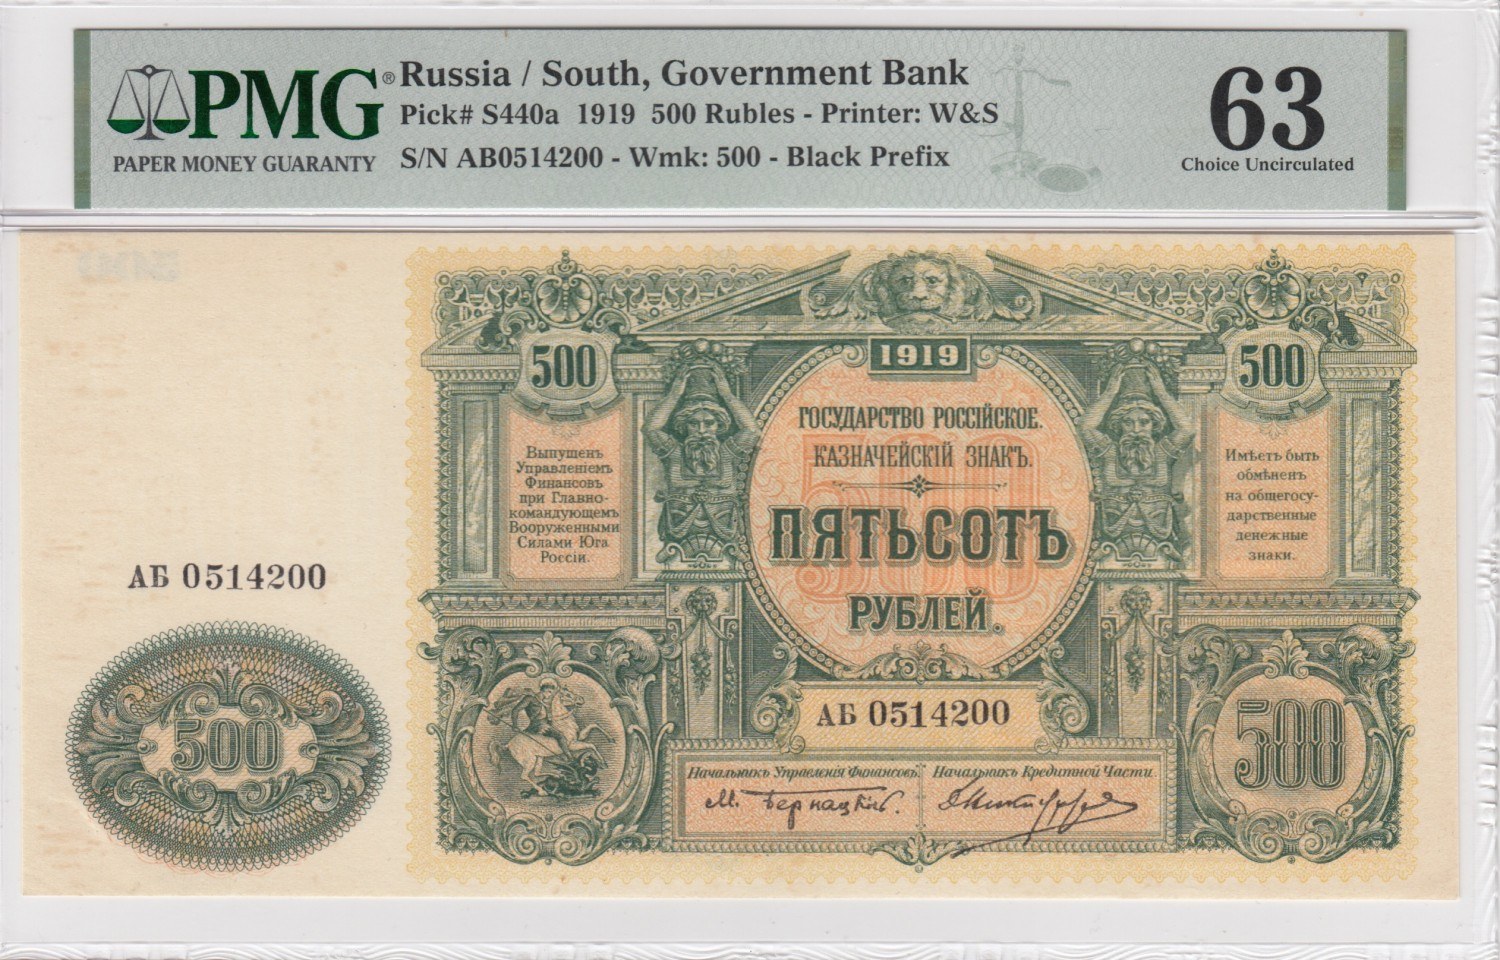 PMG®
PAPER MONEY GUARANTY
Russia / South, Government Bank
Pick# S440a 1919 500 Rubles - Printer: W&S
S/N AB0514200 - Wmk: 500 - Black Prefix
63
Choice Uncirculated
1919
500
500
ГОСУДАРСТВО РОССІЙСКОЕ.
КАЗНАЧЕЙСКІЙ ЗНАКЪ.
500
ПЯТЬСОТЪ
РУБЛЕЙ.
Выпущенъ
Управленіемъ
Финансовъ
при Главно-
командующемъ
Вооруженными
Силами Юга
Россіи.
Имѣетъ быть
обмѣненъ
на общегосу-
дарственные
денежные
знаки.
АБ 0514200
АБ 0514200
500
500
Начальникъ Управленія Финансовъ.
М. Бернацкій.
Начальникъ Кредитной Части.